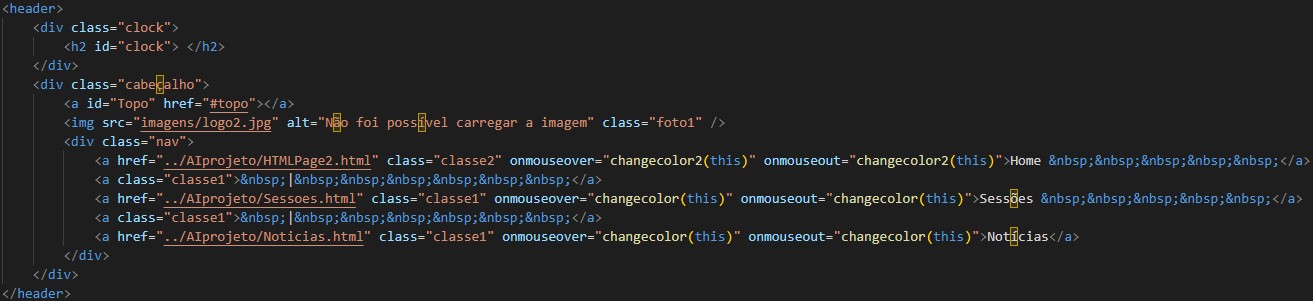 <header>
<div class="clock">
<h2 id="clock"> </h2>
</div>
<div class="cabeçalho">
<a id="Topo" href="#topo"></a>
<img src="imagens/logo2.jpg" alt="Não foi possível carregar a imagem" class="foto1" />
<div class="nav">
<a href="../AIprojeto/HTMLPage2.html" class="classe2" onmouseover="changecolor2(this)" onmouseout="changecolor2(this)">Home &nbsp;&nbsp;&nbsp;&nbsp;&nbsp;</a>
<a class="classe1">&nbsp;|&nbsp;&nbsp;&nbsp;&nbsp;&nbsp;</a>
<a href="../AIprojeto/Sessoes.html" class="classe1" onmouseover="changecolor(this)" onmouseout="changecolor(this)">Sessões &nbsp;&nbsp;&nbsp;&nbsp;&nbsp;</a>
<a class="classe1">&nbsp;|&nbsp;&nbsp;&nbsp;&nbsp;&nbsp;</a>
<a href="../AIprojeto/Noticias.html" class="classe1" onmouseover="changecolor(this)" onmouseout="changecolor(this)">Notícias</a>
</div>
</div>
</header>